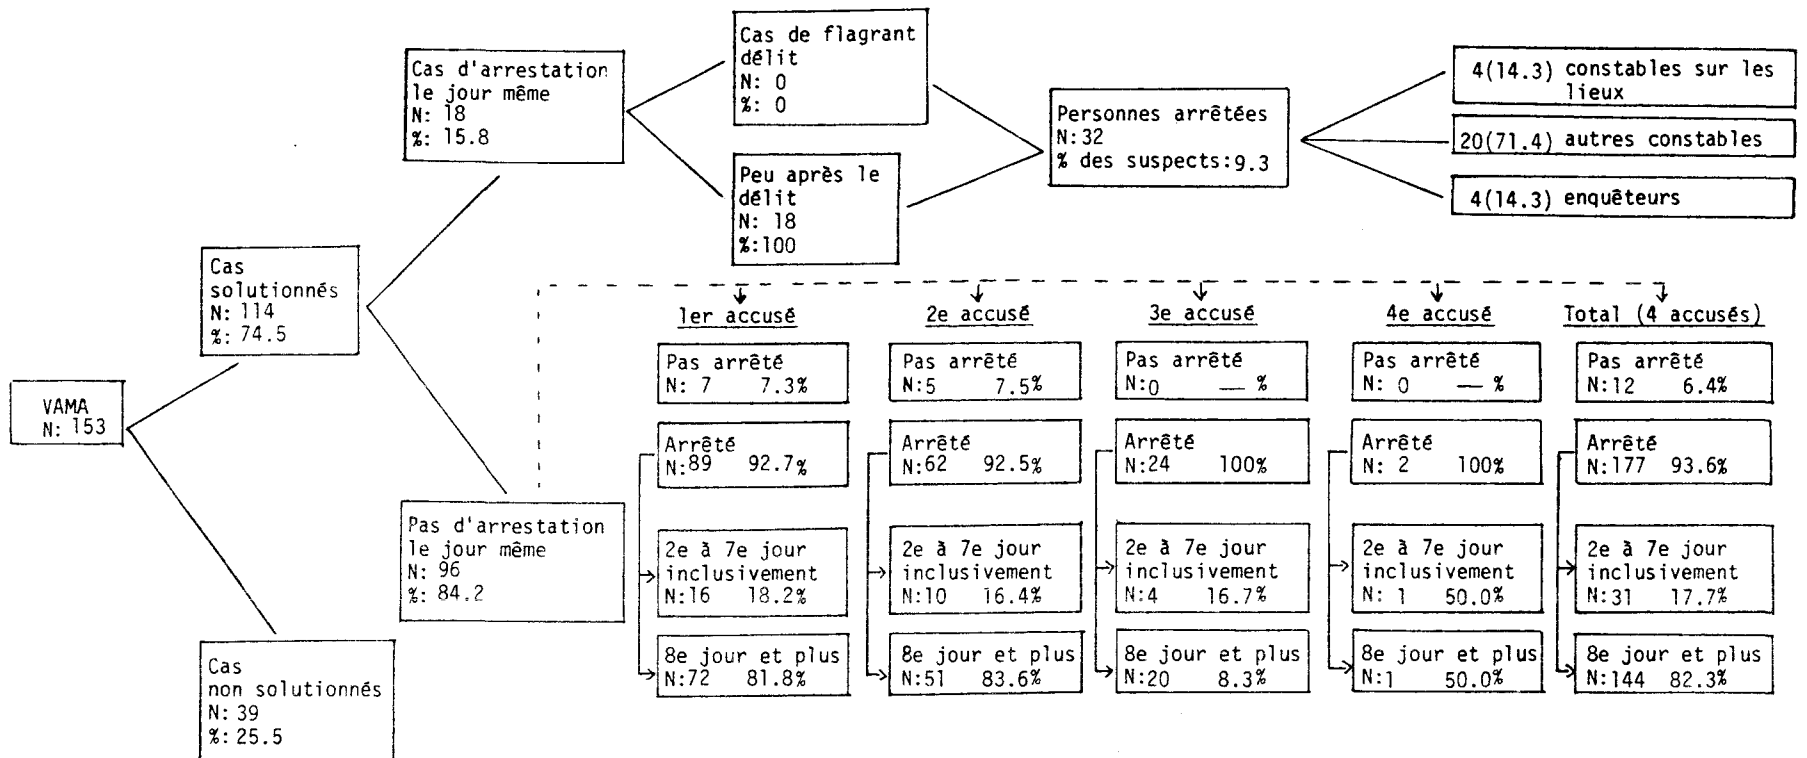 VAMA
N: 153
Cas
solutionnés
N: 114
%: 74.5
Cas
non solutionnés
N: 39
%: 25.5
Cas d'arrestation
le jour même
N: 18
%: 15.8
Pas d'arrestation
le jour même
N: 96
%: 84.2
Cas de flagrant
délit
N: 0
%: 0
Peu après le
délit
N: 18
%:100
Personnes arrêtées
N:32
% des suspects:9.3
4(14.3) constables sur les
lieux
20(71.4) autres constables
4(14.3) enquêteurs
1er accusé
Pas arrêté
N: 7 7.3%
Arrêté
N:89 92.7%
2e à 7e jour
inclusivement
N:16 18.2%
8e jour et plus
N:72 81.8%
2e accusé
Pas arrêté
N:5 7.5%
Arrêté
N:62 92.5%
2e à 7e jour
inclusivement
N:10 16.4%
8e jour et plus
N:51 83.6%
3e accusé
Pas arrêté
N:0 — %
Arrêté
N:24 100%
2e à 7e jour
inclusivement
N:4 16.7%
8e jour et plus
N:20 8.3%
4e accusé
Pas arrêté
N: 0 — %
Arrêté
N: 2 100%
2e à 7e jour
inclusivement
N: 1 50.0%
8e jour et plus
N:1 50.0%
Total (4 accusés)
Pas arrêté
N:12 6.4%
Arrêté
N:177 93.6%
2e à 7e jour
inclusivement
N:31 17.7%
8e jour et plus
N:144 82.3%